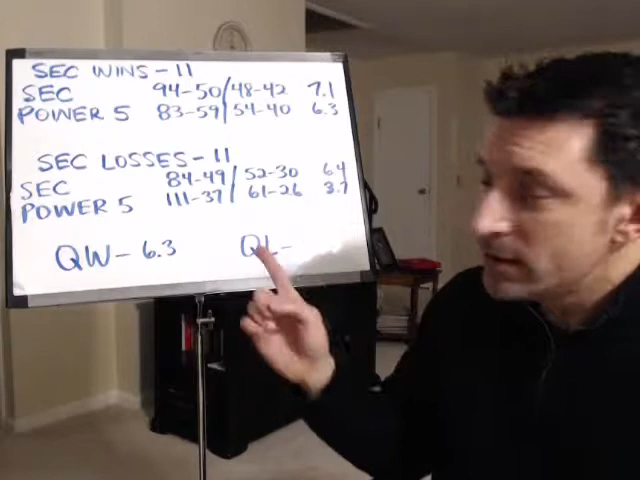 SEC WINS - 11
SEC 94-50/48-42 7.1
POWER 5 83-59/54-40 6.3
SEC LOSSES - 11
SEC 84-49/52-30 6.4
POWER 5 111-37/61-26 3.7
QW - 6.3 QL -